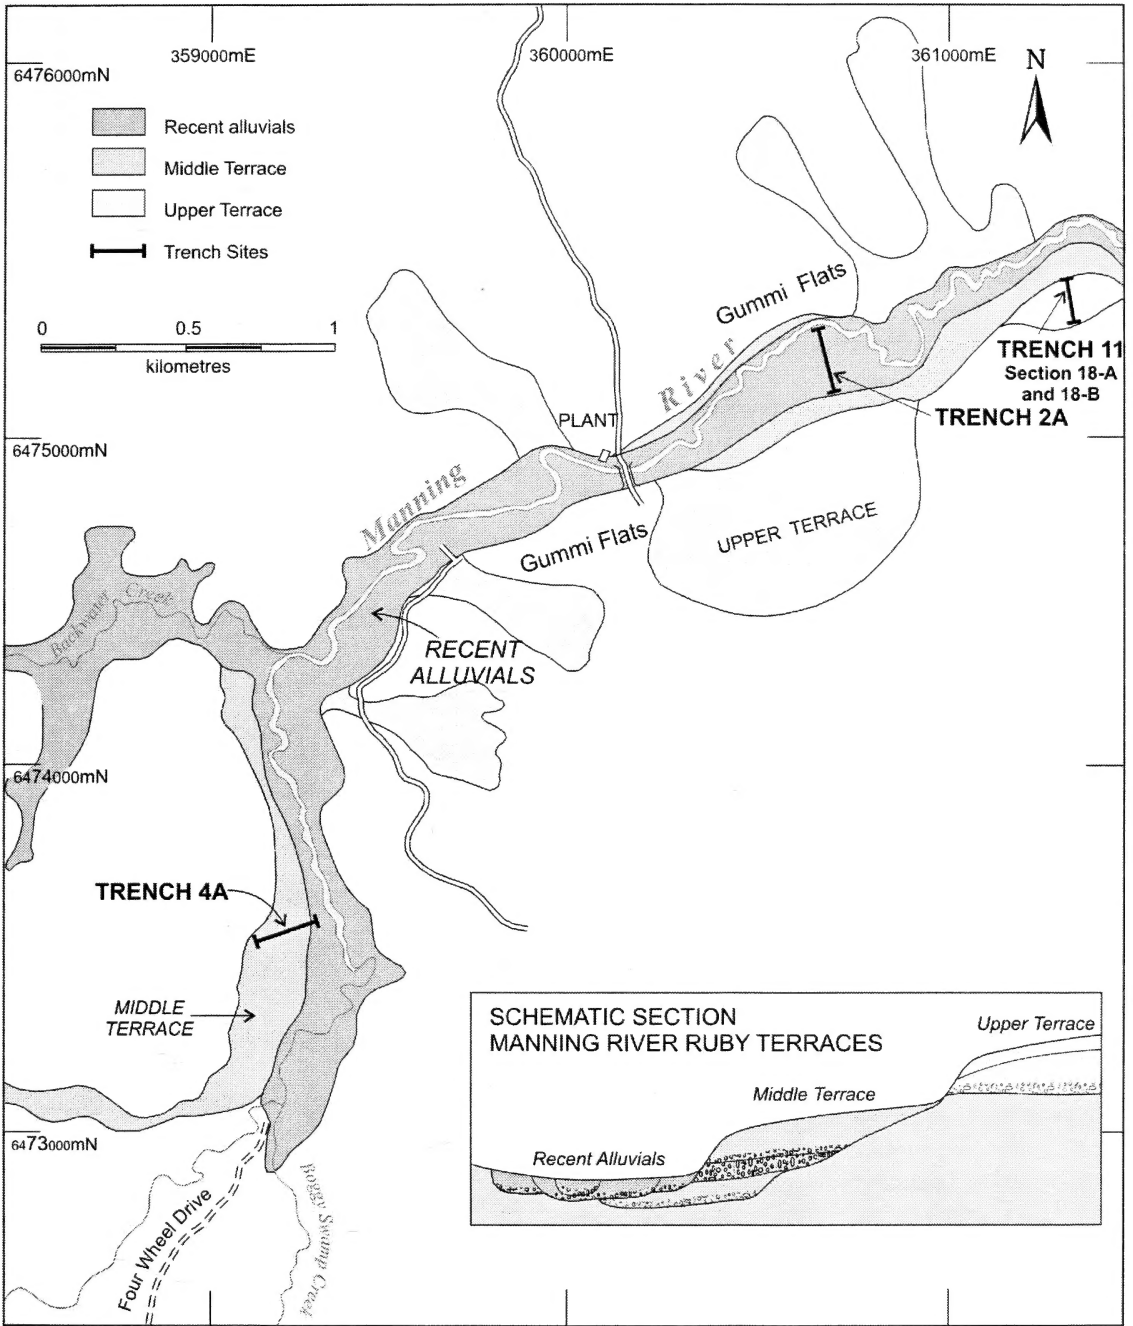 359000mE
360000mE
361000mE
6476000mN
N
Recent alluvials
Middle Terrace
Upper Terrace
Trench Sites
0 0.5 1
kilometres
Gummi Flats
River
TRENCH 11
Section 18-A
and 18-B
TRENCH 2A
PLANT
6475000mN
Manning
UPPER TERRACE
Gummi Flats
Backwater Creek
RECENT
ALLUVIALS
6474000mN
TRENCH 4A
MIDDLE
TERRACE
SCHEMATIC SECTION
MANNING RIVER RUBY TERRACES
Upper Terrace
Middle Terrace
Recent Alluvials
6473000mN
Four Wheel Drive
Boggy Swamp Creek